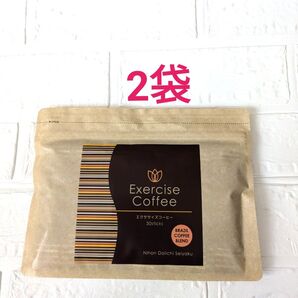 2袋
Exercise
Coffee
エクササイズコーヒー
30sticks
BRAZIL
COFFEE
BLEND
Nihon Daiichi Seiyaku